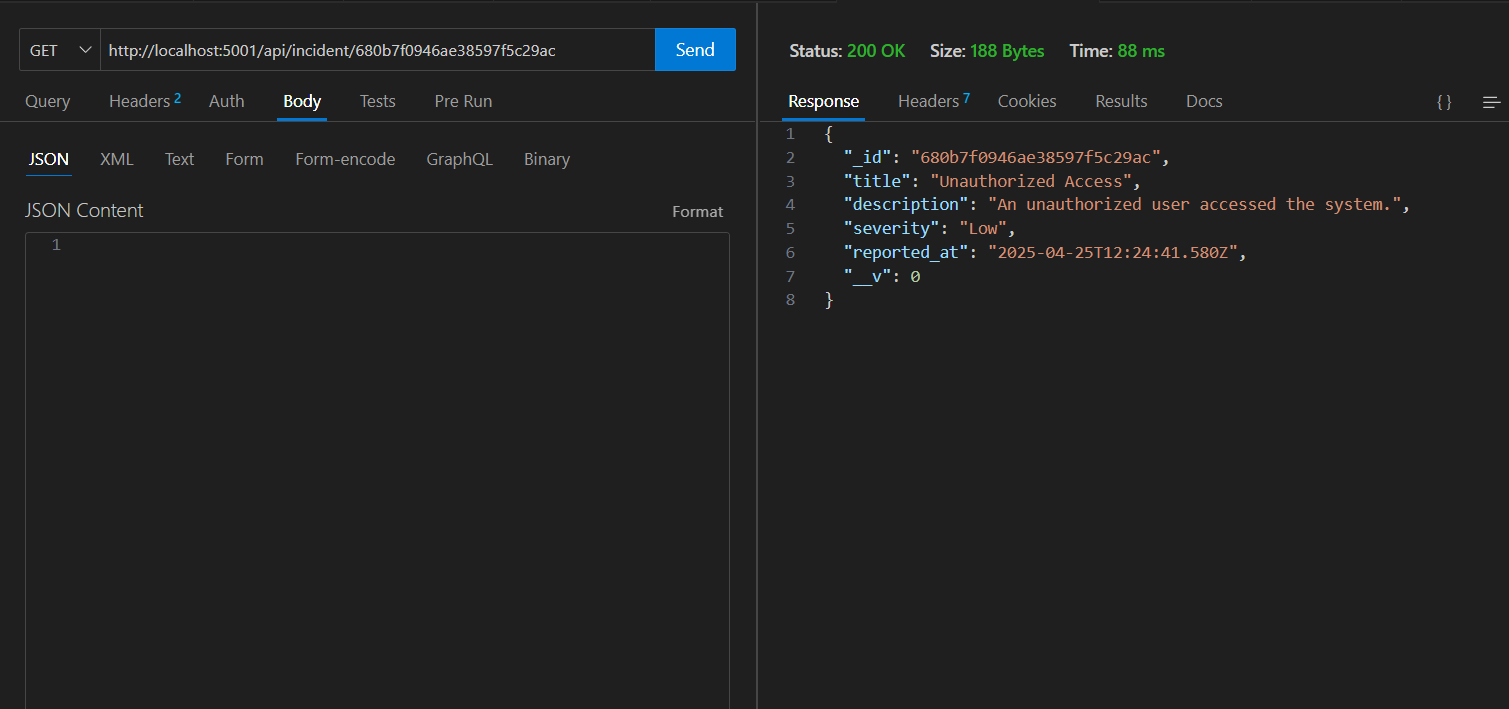 GET http://localhost:5001/api/incident/680b7f0946ae38597f5c29ac Send
Query Headers 2 Auth Body Tests Pre Run
JSON XML Text Form Form-encode GraphQL Binary
JSON Content Format
1
Status: 200 OK Size: 188 Bytes Time: 88 ms
Response Headers 7 Cookies Results Docs { }
1 {
2 "_id": "680b7f0946ae38597f5c29ac",
3 "title": "Unauthorized Access",
4 "description": "An unauthorized user accessed the system.",
5 "severity": "Low",
6 "reported_at": "2025-04-25T12:24:41.580Z",
7 "__v": 0
8 }